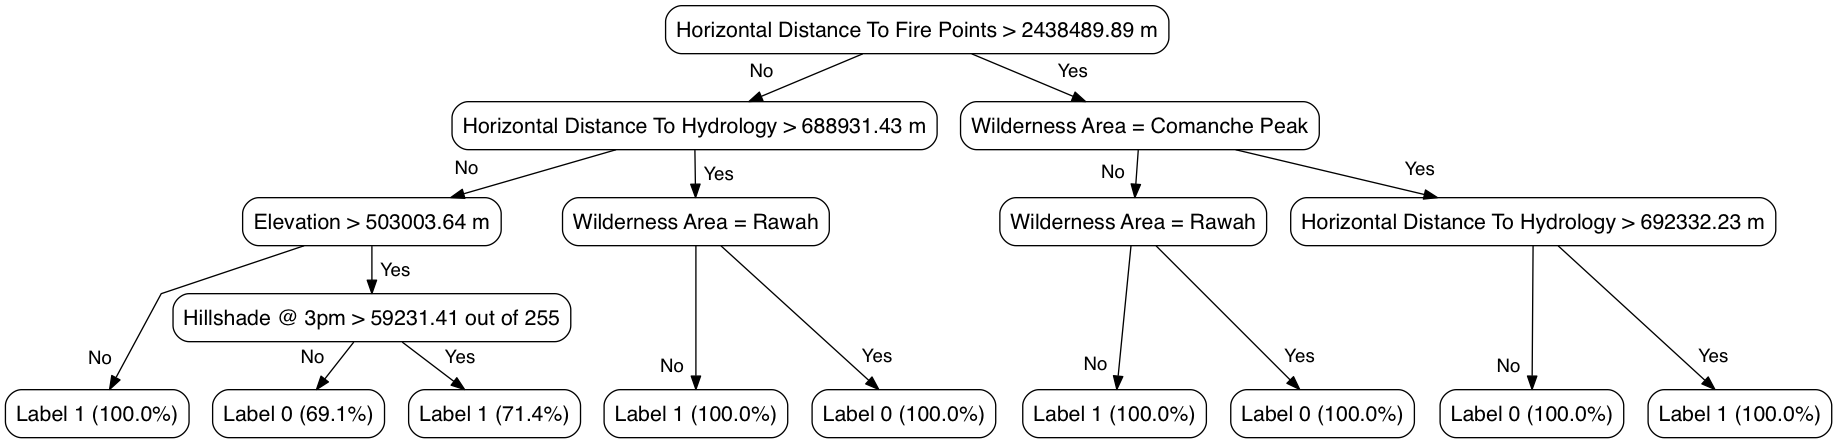 Horizontal Distance To Fire Points > 2438489.89 m
No
Yes
Horizontal Distance To Hydrology > 688931.43 m
Wilderness Area = Comanche Peak
No
Yes
No
Yes
Elevation > 503003.64 m
Wilderness Area = Rawah
Wilderness Area = Rawah
Horizontal Distance To Hydrology > 692332.23 m
Yes
Hillshade @ 3pm > 59231.41 out of 255
No
No
Yes
No
Yes
No
Yes
No
Yes
Label 1 (100.0%)
Label 0 (69.1%)
Label 1 (71.4%)
Label 1 (100.0%)
Label 0 (100.0%)
Label 1 (100.0%)
Label 0 (100.0%)
Label 0 (100.0%)
Label 1 (100.0%)